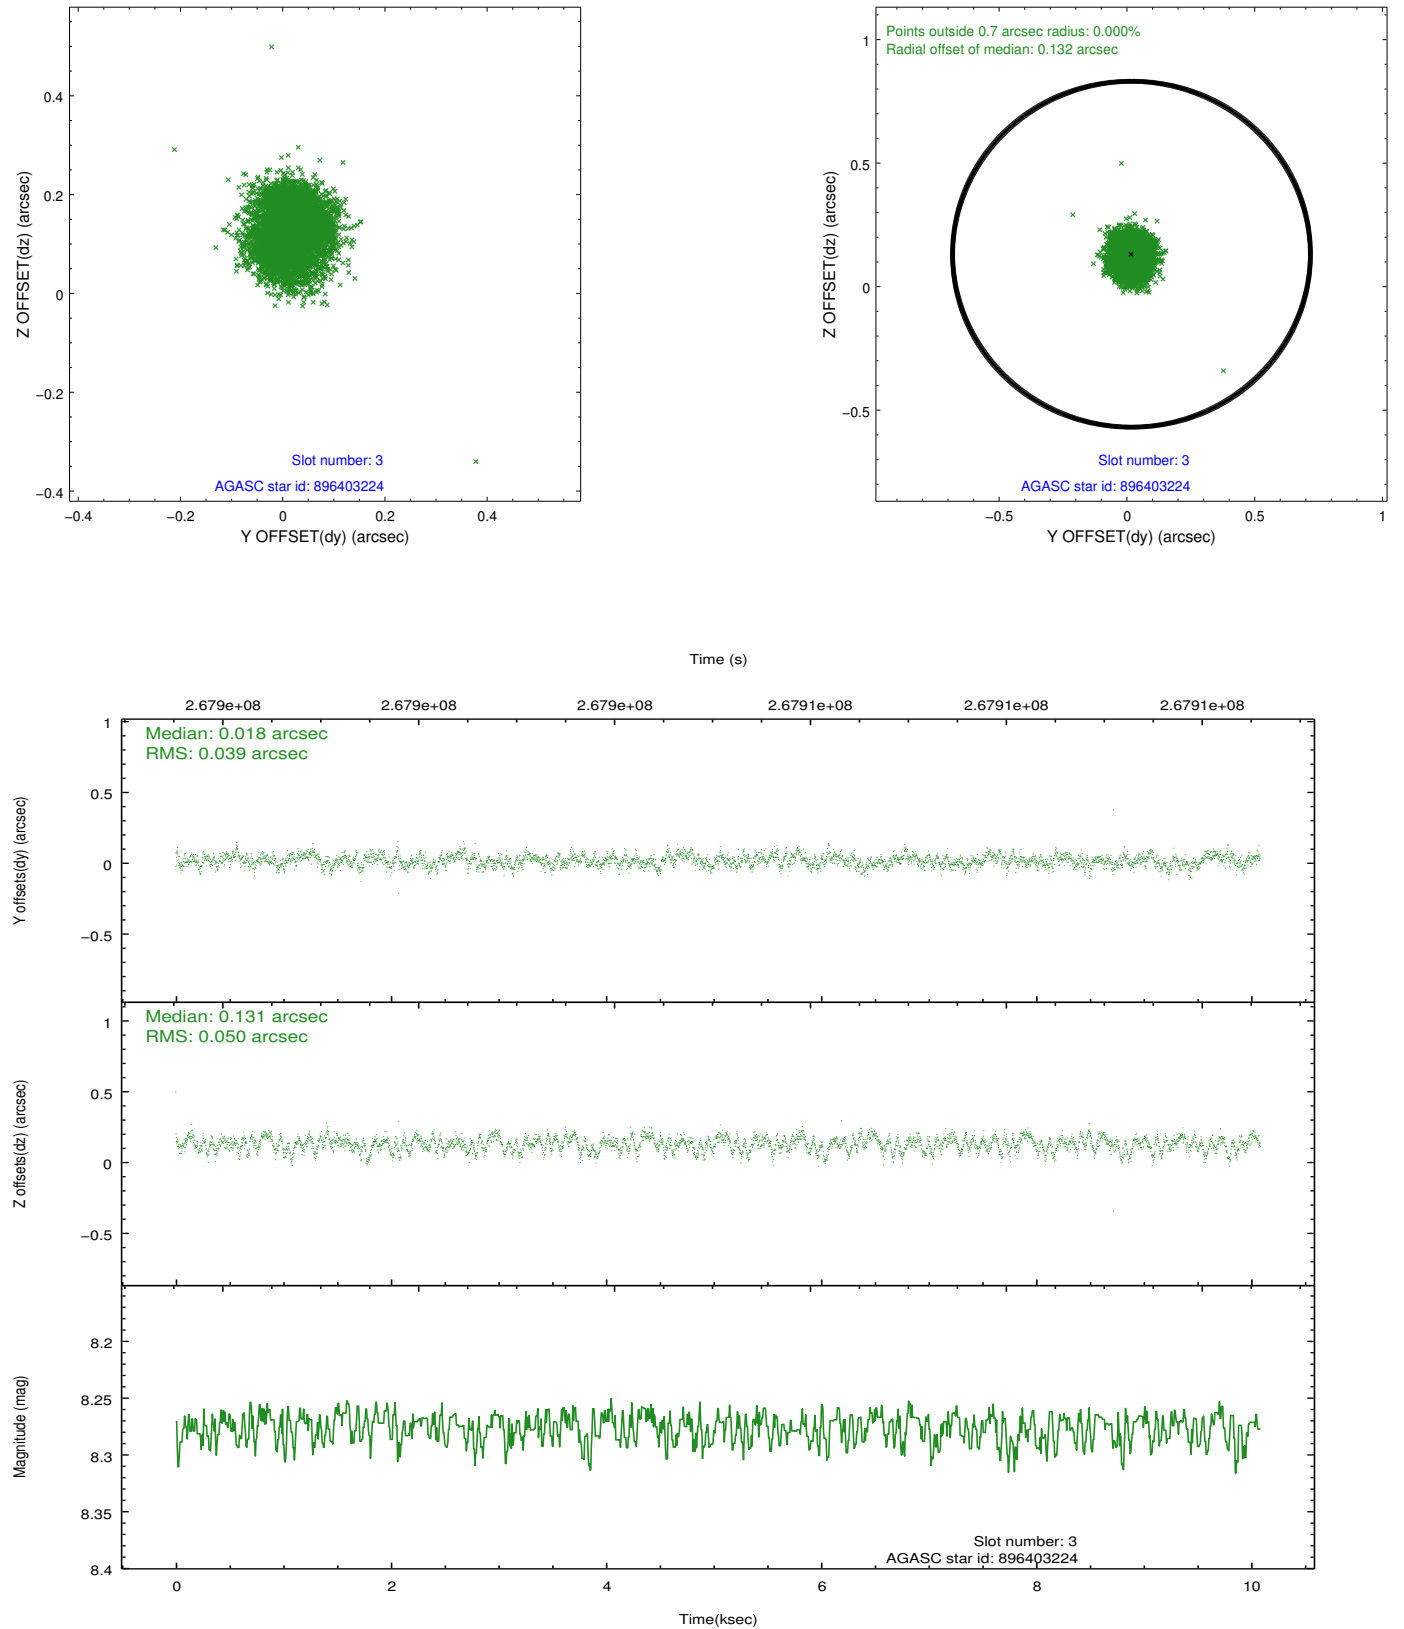 0.4
0.2
0
−0.2
−0.4
Z OFFSET(dz) (arcsec)
Slot number: 3
AGASC star id: 896403224
−0.4
−0.2
0
0.2
0.4
Y OFFSET(dy) (arcsec)
Points outside 0.7 arcsec radius: 0.000%
Radial offset of median: 0.132 arcsec
1
0.5
0
−0.5
Z OFFSET(dz) (arcsec)
Slot number: 3
AGASC star id: 896403224
−0.5
0
0.5
1
Y OFFSET(dy) (arcsec)
Time (s)
2.679e+08
2.679e+08
2.679e+08
2.6791e+08
2.6791e+08
2.6791e+08
Median: 0.018 arcsec
RMS: 0.039 arcsec
1
0.5
0
−0.5
Y offsets(dy) (arcsec)
Median: 0.131 arcsec
RMS: 0.050 arcsec
1
0.5
0
−0.5
Z offsets(dz) (arcsec)
8.2
8.25
8.3
8.35
8.4
Magnitude (mag)
Slot number: 3
AGASC star id: 896403224
0
2
4
6
8
10
Time(ksec)